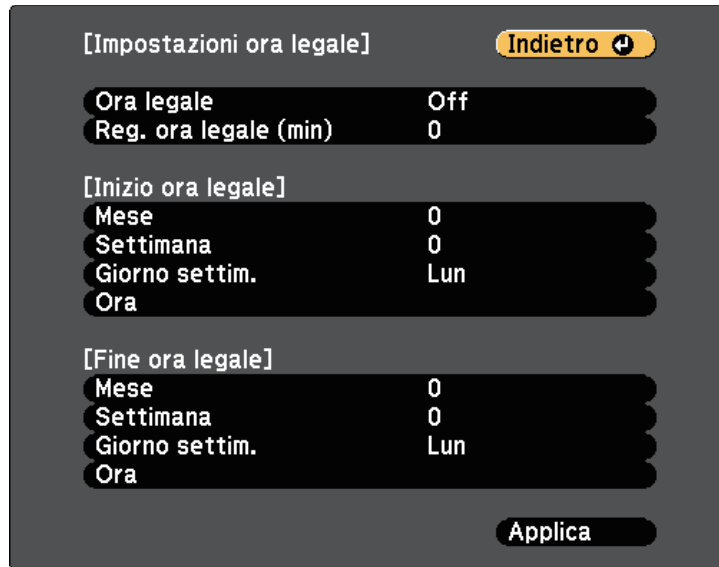 [Impostazioni ora legale] Indietro
Ora legale Off
Reg. ora legale (min) 0
[Inizio ora legale]
Mese 0
Settimana 0
Giorno settim. Lun
Ora
[Fine ora legale]
Mese 0
Settimana 0
Giorno settim. Lun
Ora
Applica